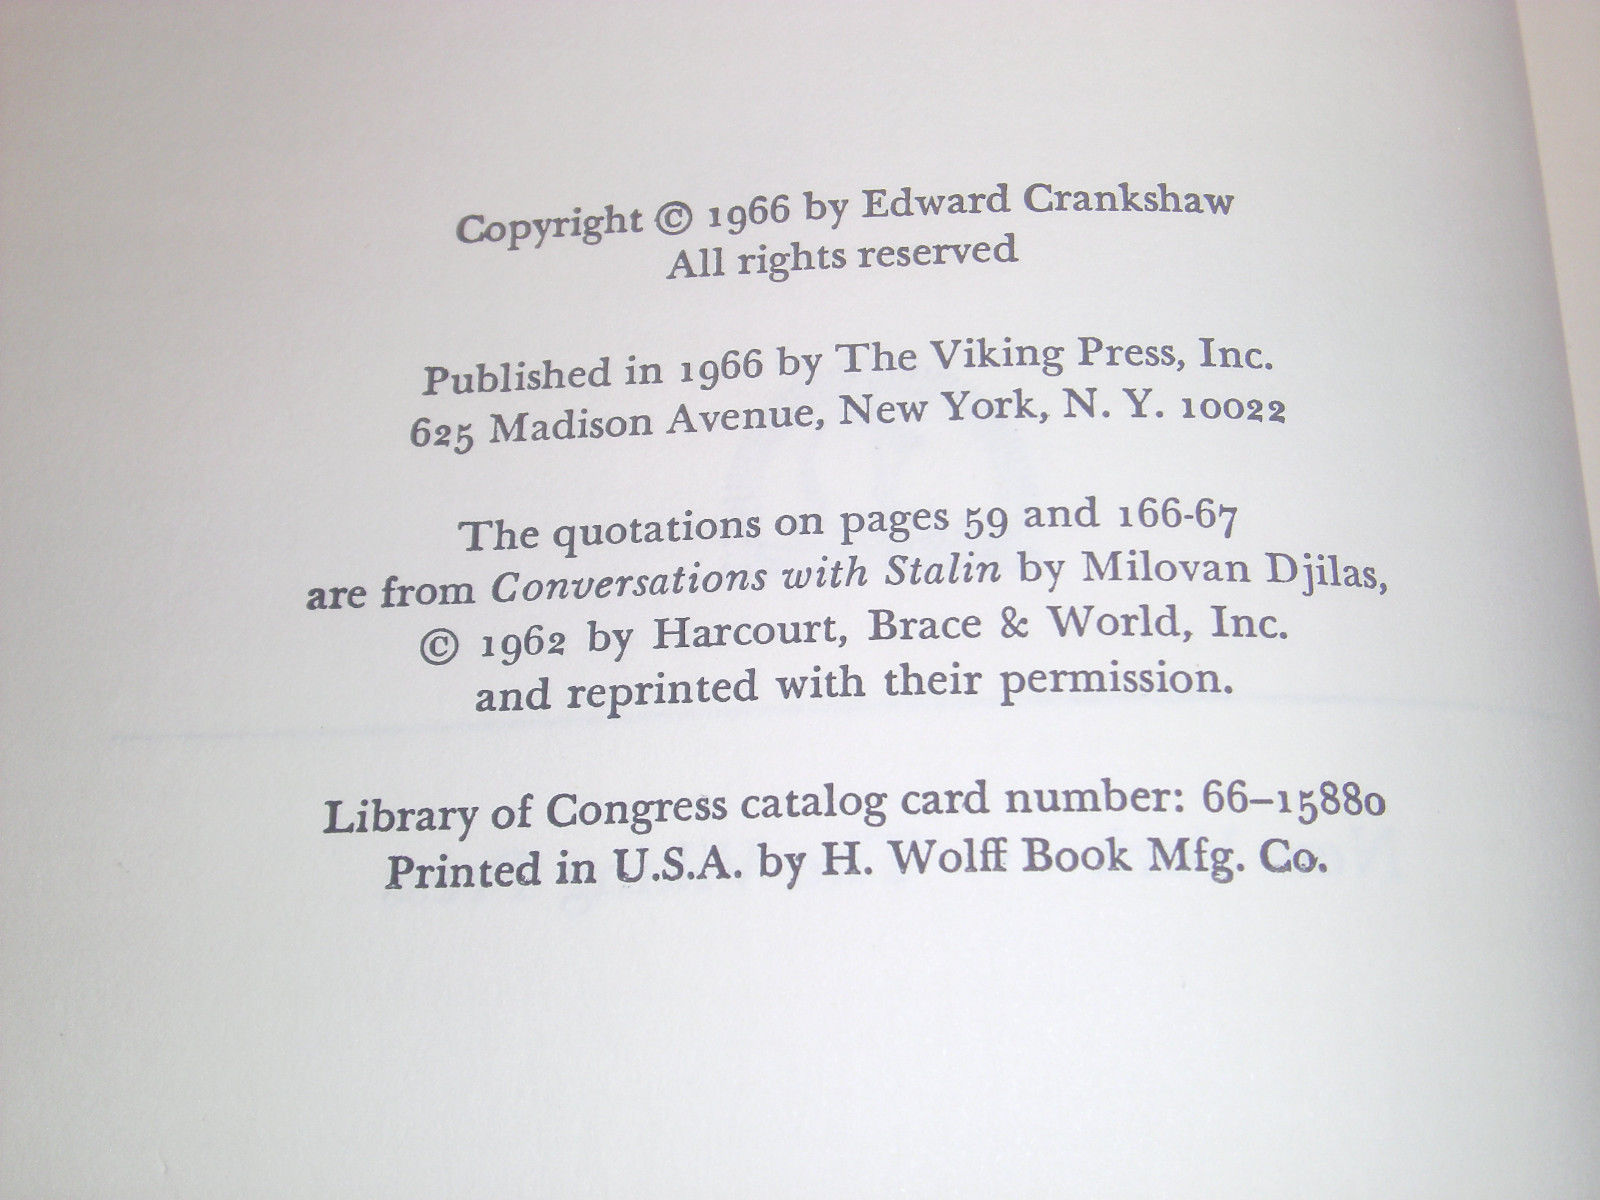 Copyright © 1966 by Edward Crankshaw
All rights reserved
Published in 1966 by The Viking Press, Inc.
625 Madison Avenue, New York, N. Y. 10022
The quotations on pages 59 and 166-67
are from Conversations with Stalin by Milovan Djilas,
© 1962 by Harcourt, Brace & World, Inc.
and reprinted with their permission.
Library of Congress catalog card number: 66–15880
Printed in U.S.A. by H. Wolff Book Mfg. Co.